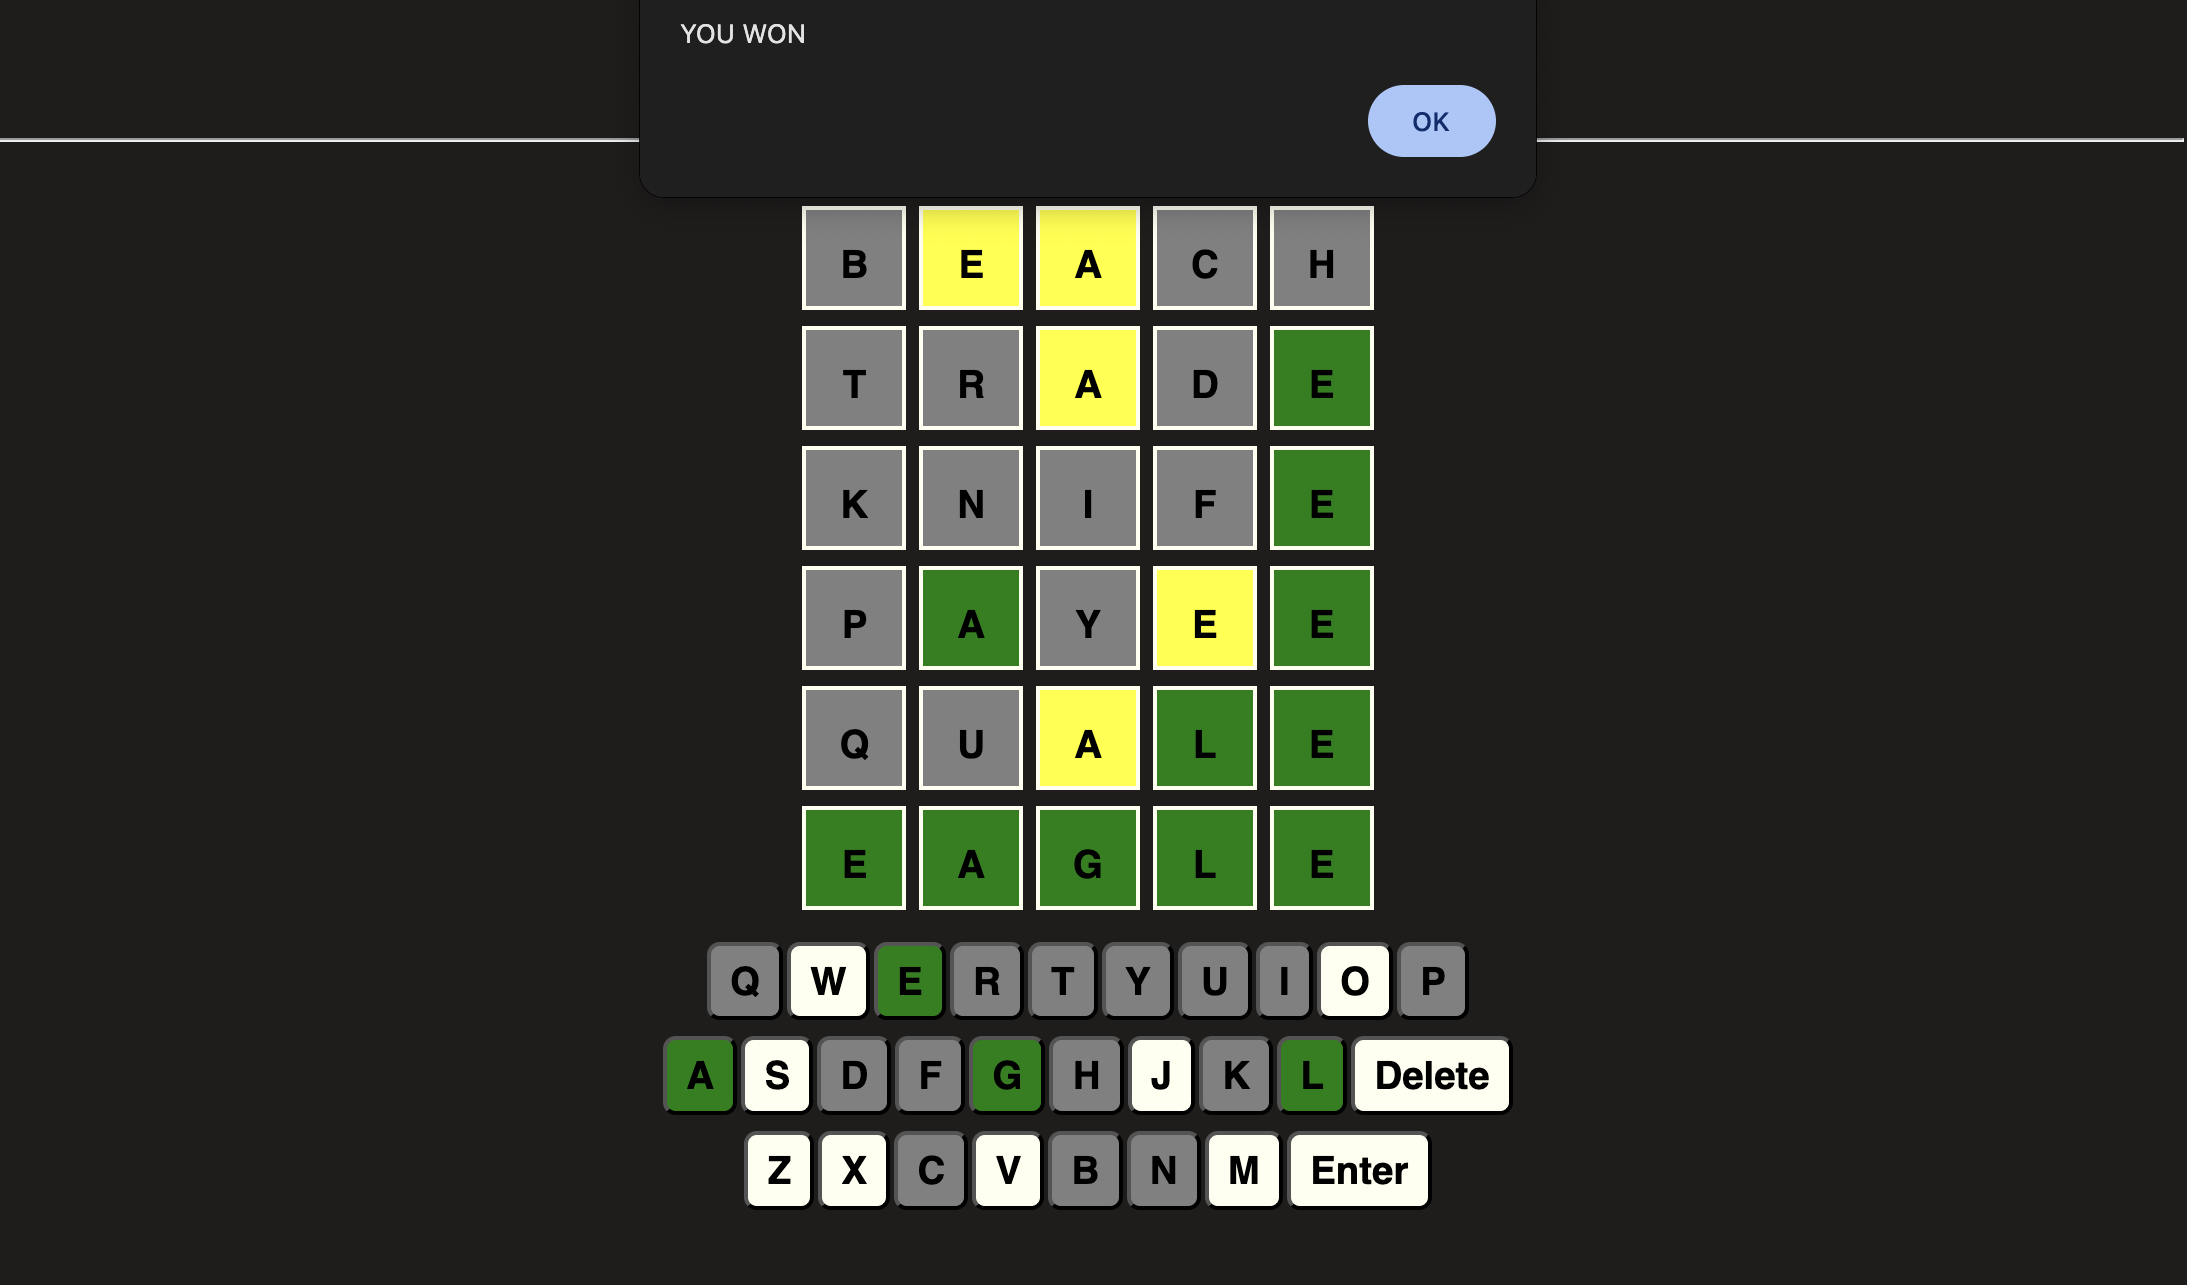 YOU WON
OK
B E A C H
T R A D E
K N I F E
P A Y E E
Q U A L E
E A G L E
Q W E R T Y U I O P
A S D F G H J K L Delete
Z X C V B N M Enter